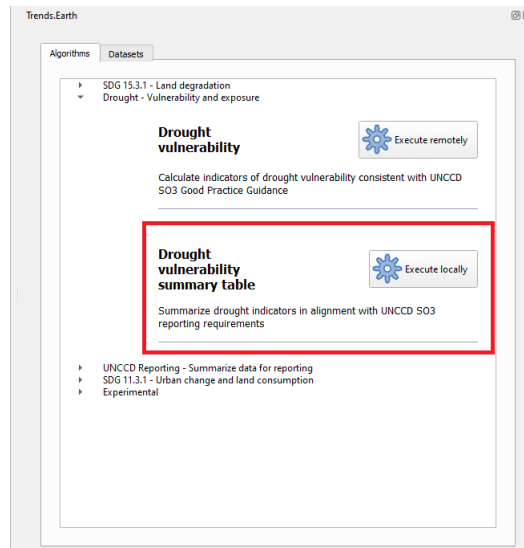 Trends.Earth
Algorithms Datasets
SDG 15.3.1 - Land degradation
Drought - Vulnerability and exposure
Drought
vulnerability
Execute remotely
Calculate indicators of drought vulnerability consistent with UNCCD
SO3 Good Practice Guidance
Drought
vulnerability
summary table
Execute locally
Summarize drought indicators in alignment with UNCCD SO3
reporting requirements
UNCCD Reporting - Summarize data for reporting
SDG 11.3.1 - Urban change and land consumption
Experimental